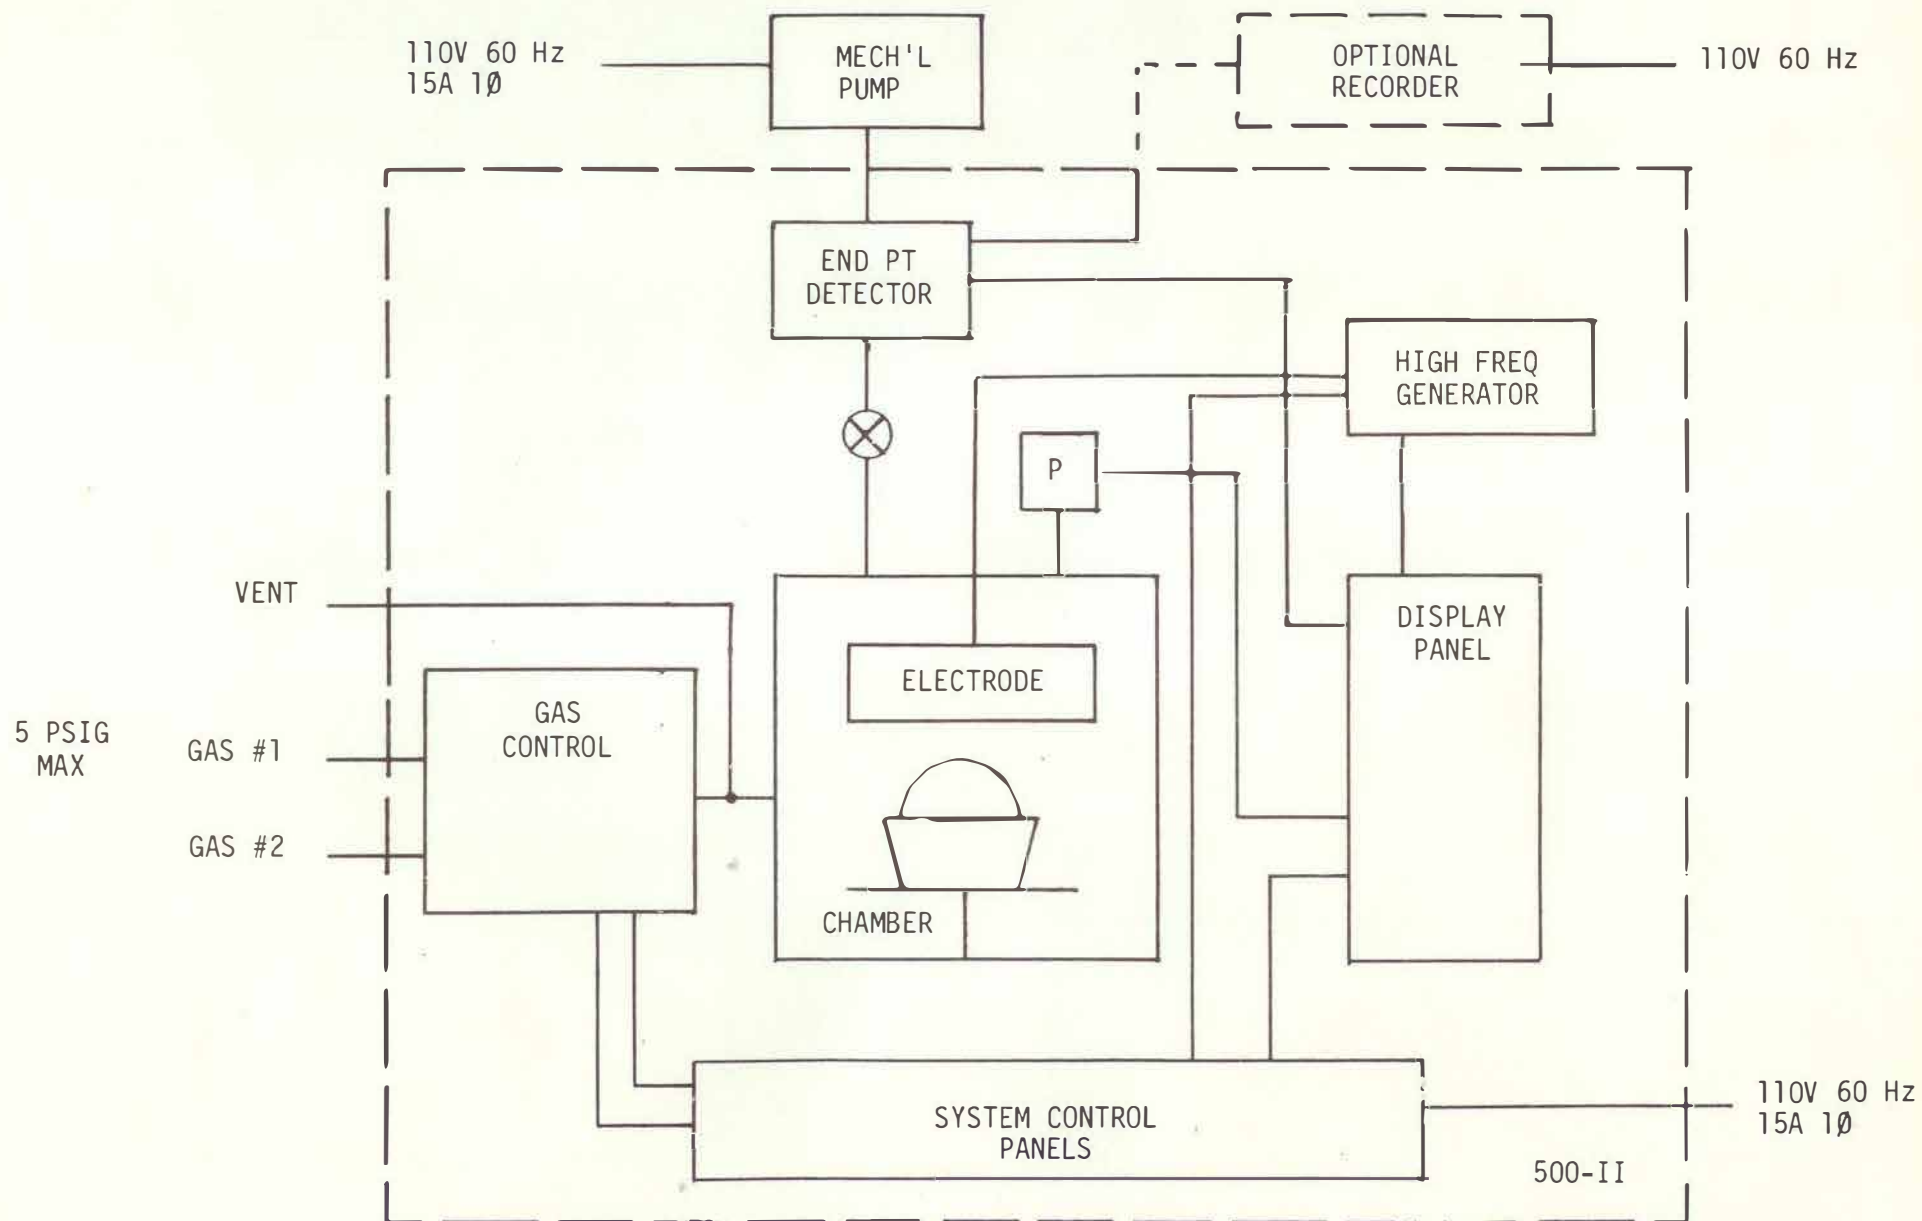 110V 60 Hz
15A 1Ø
MECH'L
PUMP
OPTIONAL
RECORDER
110V 60 Hz
END PT
DETECTOR
HIGH FREQ
GENERATOR
P
VENT
DISPLAY
PANEL
ELECTRODE
GAS
CONTROL
5 PSIG
MAX
GAS #1
GAS #2
CHAMBER
SYSTEM CONTROL
PANELS
110V 60 Hz
15A 1Ø
500-II